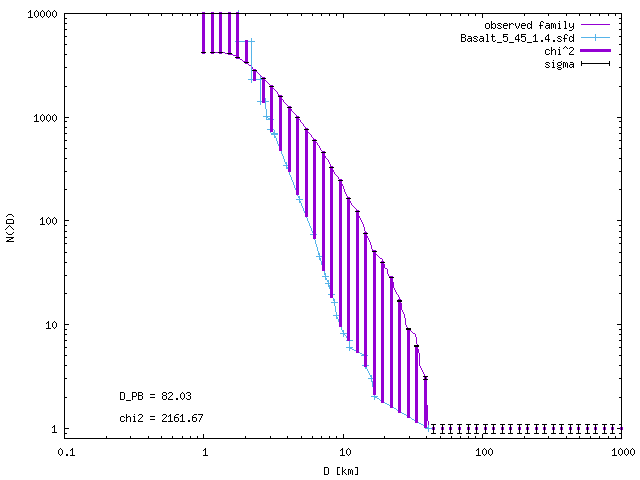 10000
1000
100
10
1
N(>D)
observed family
Basalt_5_45_1.4.sfd
chi^2
sigma
D_PB = 82.03
chi2 = 2161.67
0.1 1 10 100 1000
D [km]